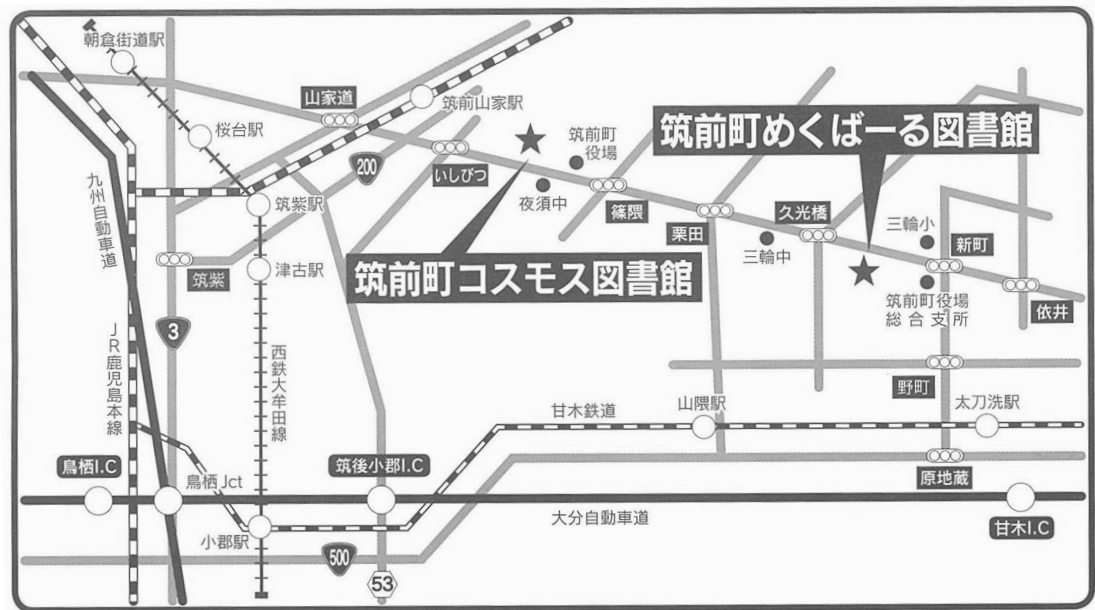 朝倉街道駅
山家道
筑前山家駅
桜台駅
200
いしびつ
筑前町
役場
夜須中
篠隈
筑前町めくばーる図書館
栗田
久光橋
三輪中
三輪小
新町
筑前町役場
総合支所
依井
九州自動車道
筑紫駅
筑紫
津古駅
筑前町コスモス図書館
3
JR鹿児島本線
西鉄大牟田線
野町
甘木鉄道
山隈駅
太刀洗駅
鳥栖I.C
鳥栖Jct
筑後小郡I.C
原地蔵
小郡駅
大分自動車道
甘木I.C
500
53